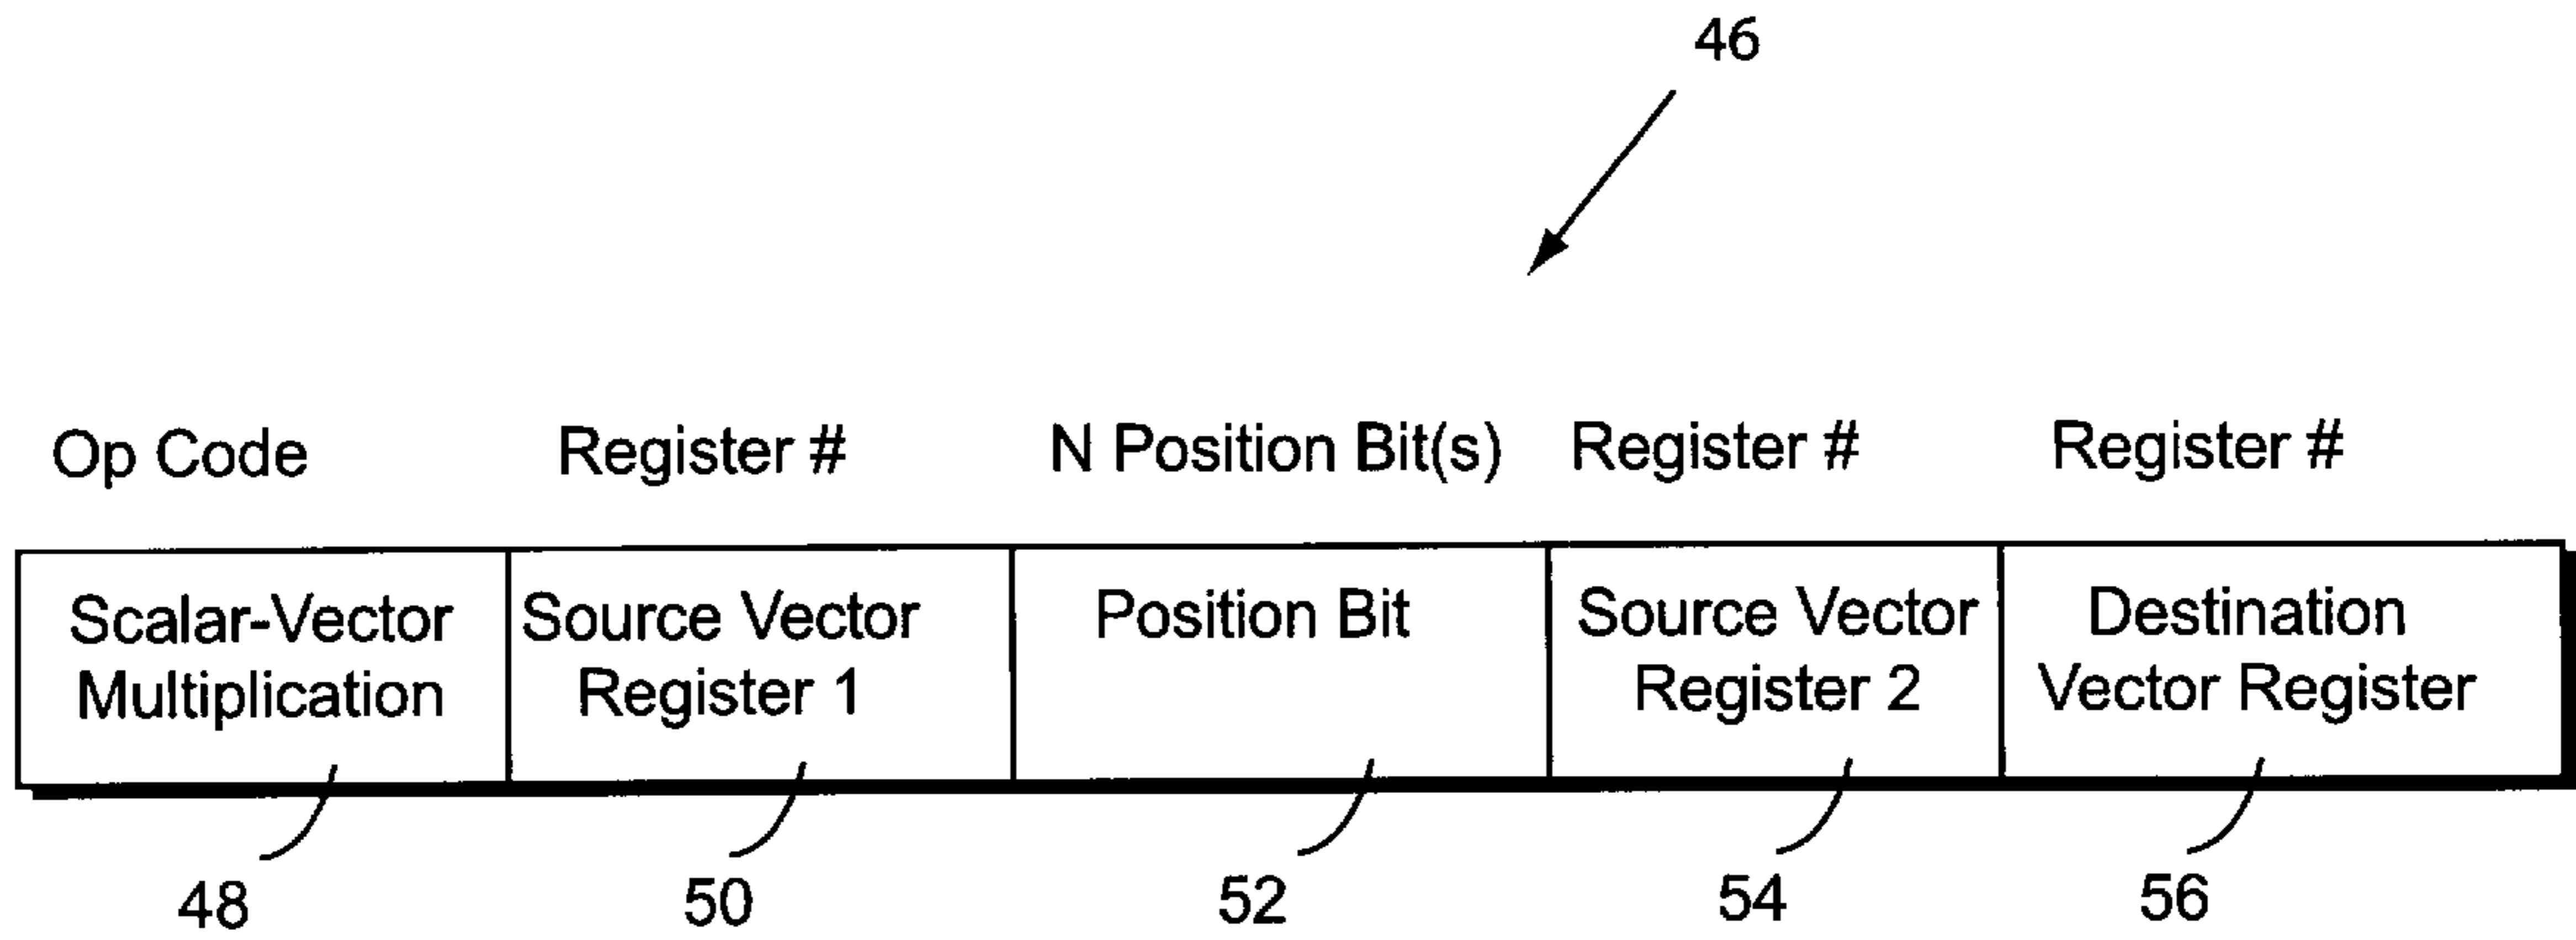 46
Op Code
Register #
N Position Bit(s)
Register #
Register #
Scalar-Vector
Multiplication
Source Vector
Register 1
Position Bit
Source Vector
Register 2
Destination
Vector Register
48
50
52
54
56